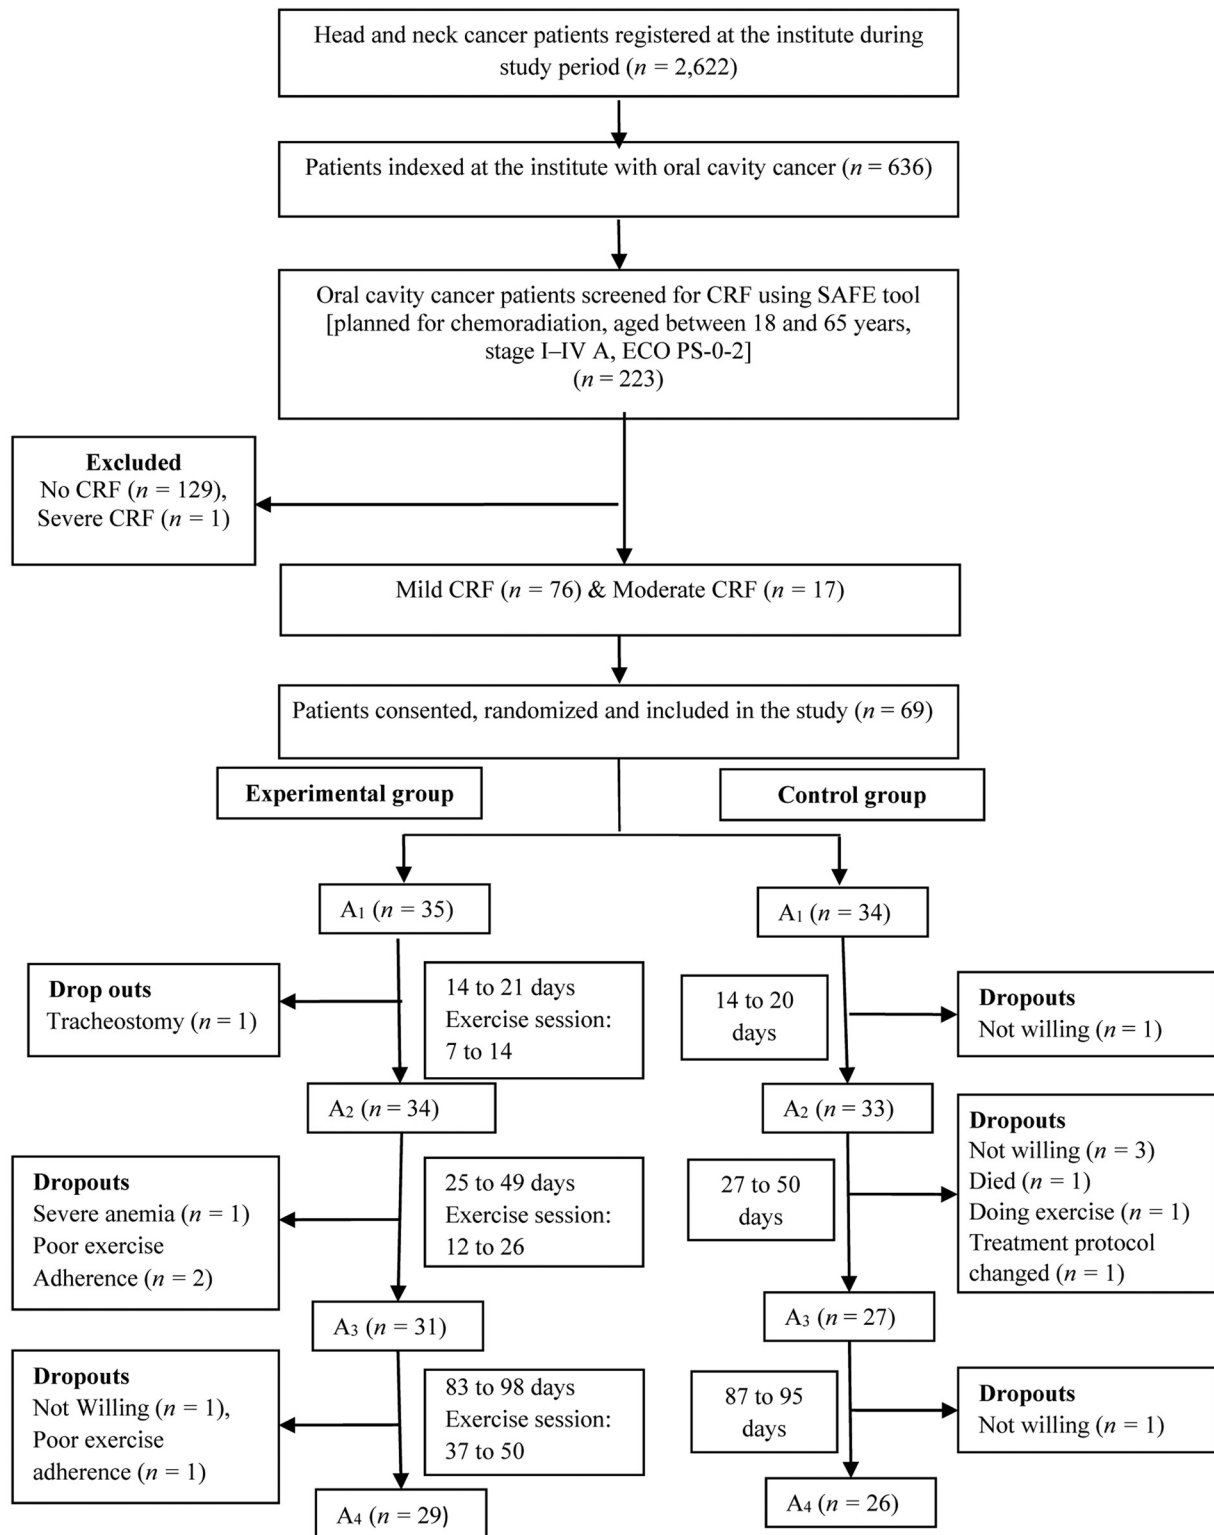 Head and neck cancer patients registered at the institute during
study period (n = 2,622)
Patients indexed at the institute with oral cavity cancer (n = 636)
Oral cavity cancer patients screened for CRF using SAFE tool
[planned for chemoradiation, aged between 18 and 65 years,
stage I–IV A, ECO PS-0-2]
(n = 223)
Excluded
No CRF (n = 129),
Severe CRF (n = 1)
Mild CRF (n = 76) & Moderate CRF (n = 17)
Patients consented, randomized and included in the study (n = 69)
Experimental group
Control group
A1 (n = 35)
A1 (n = 34)
Drop outs
Tracheostomy (n = 1)
14 to 21 days
Exercise session:
7 to 14
14 to 20
days
Dropouts
Not willing (n = 1)
A2 (n = 34)
A2 (n = 33)
Dropouts
Severe anemia (n = 1)
Poor exercise
Adherence (n = 2)
25 to 49 days
Exercise session:
12 to 26
27 to 50
days
Dropouts
Not willing (n = 3)
Died (n = 1)
Doing exercise (n = 1)
Treatment protocol
changed (n = 1)
A3 (n = 31)
A3 (n = 27)
Dropouts
Not Willing (n = 1),
Poor exercise
adherence (n = 1)
83 to 98 days
Exercise session:
37 to 50
87 to 95
days
Dropouts
Not willing (n = 1)
A4 (n = 29)
A4 (n = 26)